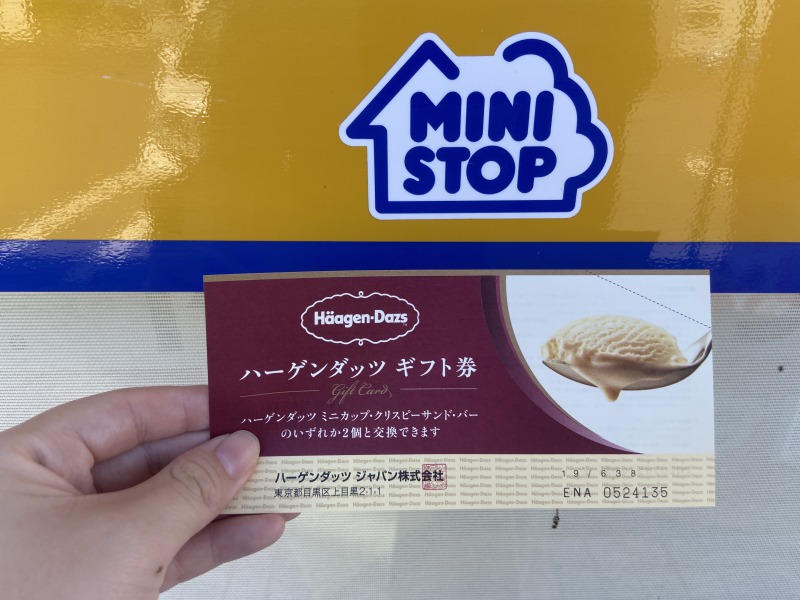 MINI
STOP
Häagen-Dazs
ハーゲンダッツ ギフト券
Gift Card
ハーゲンダッツ ミニカップ・クリスピーサンド・バー
のいずれか2個と交換できます
ハーゲンダッツ ジャパン株式会社
東京都目黒区上目黒2-1-1
19/6.3.8
ENA 0524135